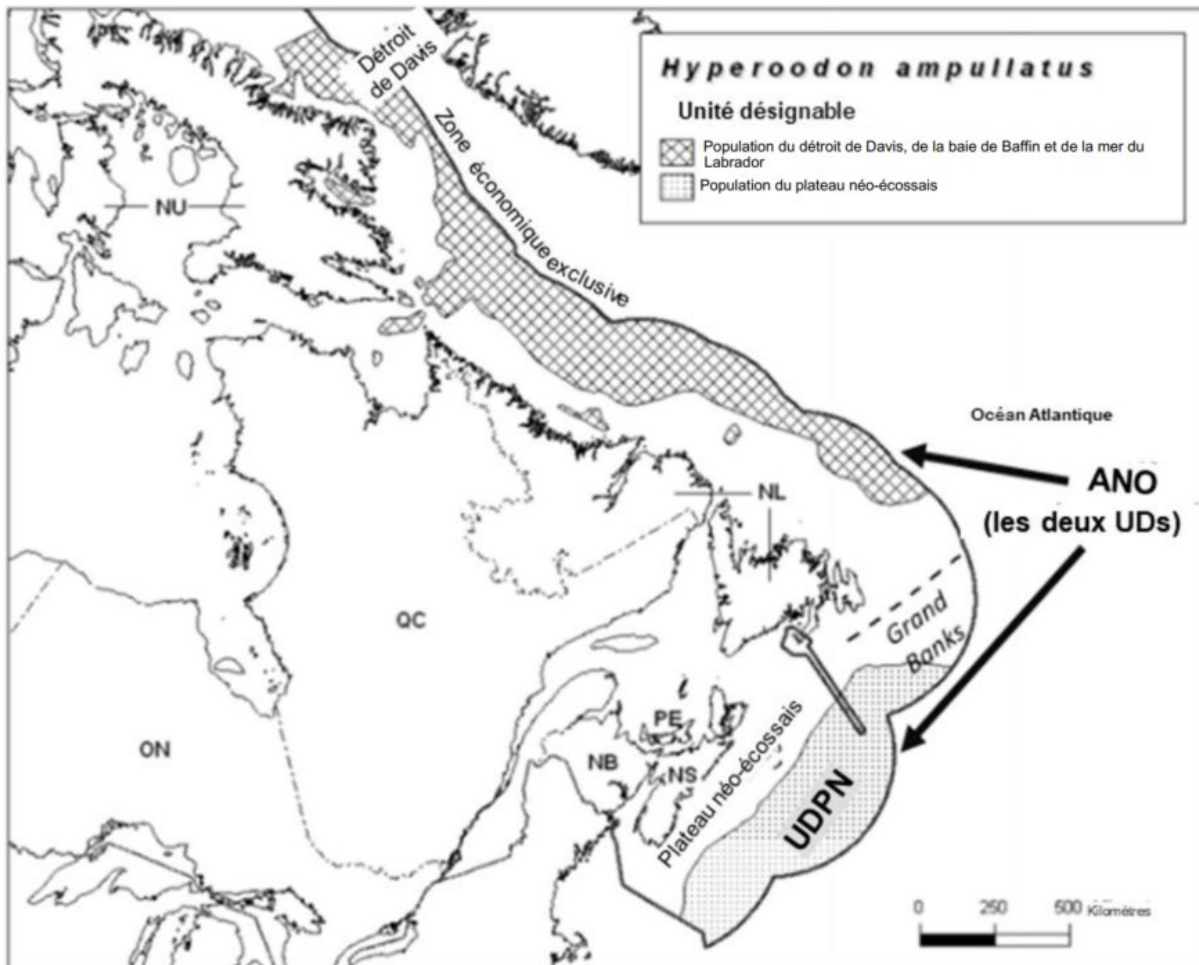 Hyperoodon ampullatus
Unité désignable
Population du détroit de Davis, de la baie de Baffin et de la mer du
Labrador
Population du plateau néo-écossais
Détroit
de Davis
Zone économique exclusive
NU
Océan Atlantique
ANO
(les deux UDs)
NL
QC
Grand
Banks
ON
PE
NB
NS
Plateau néo-écossais
UDPN
0 250 500 Kilomètres